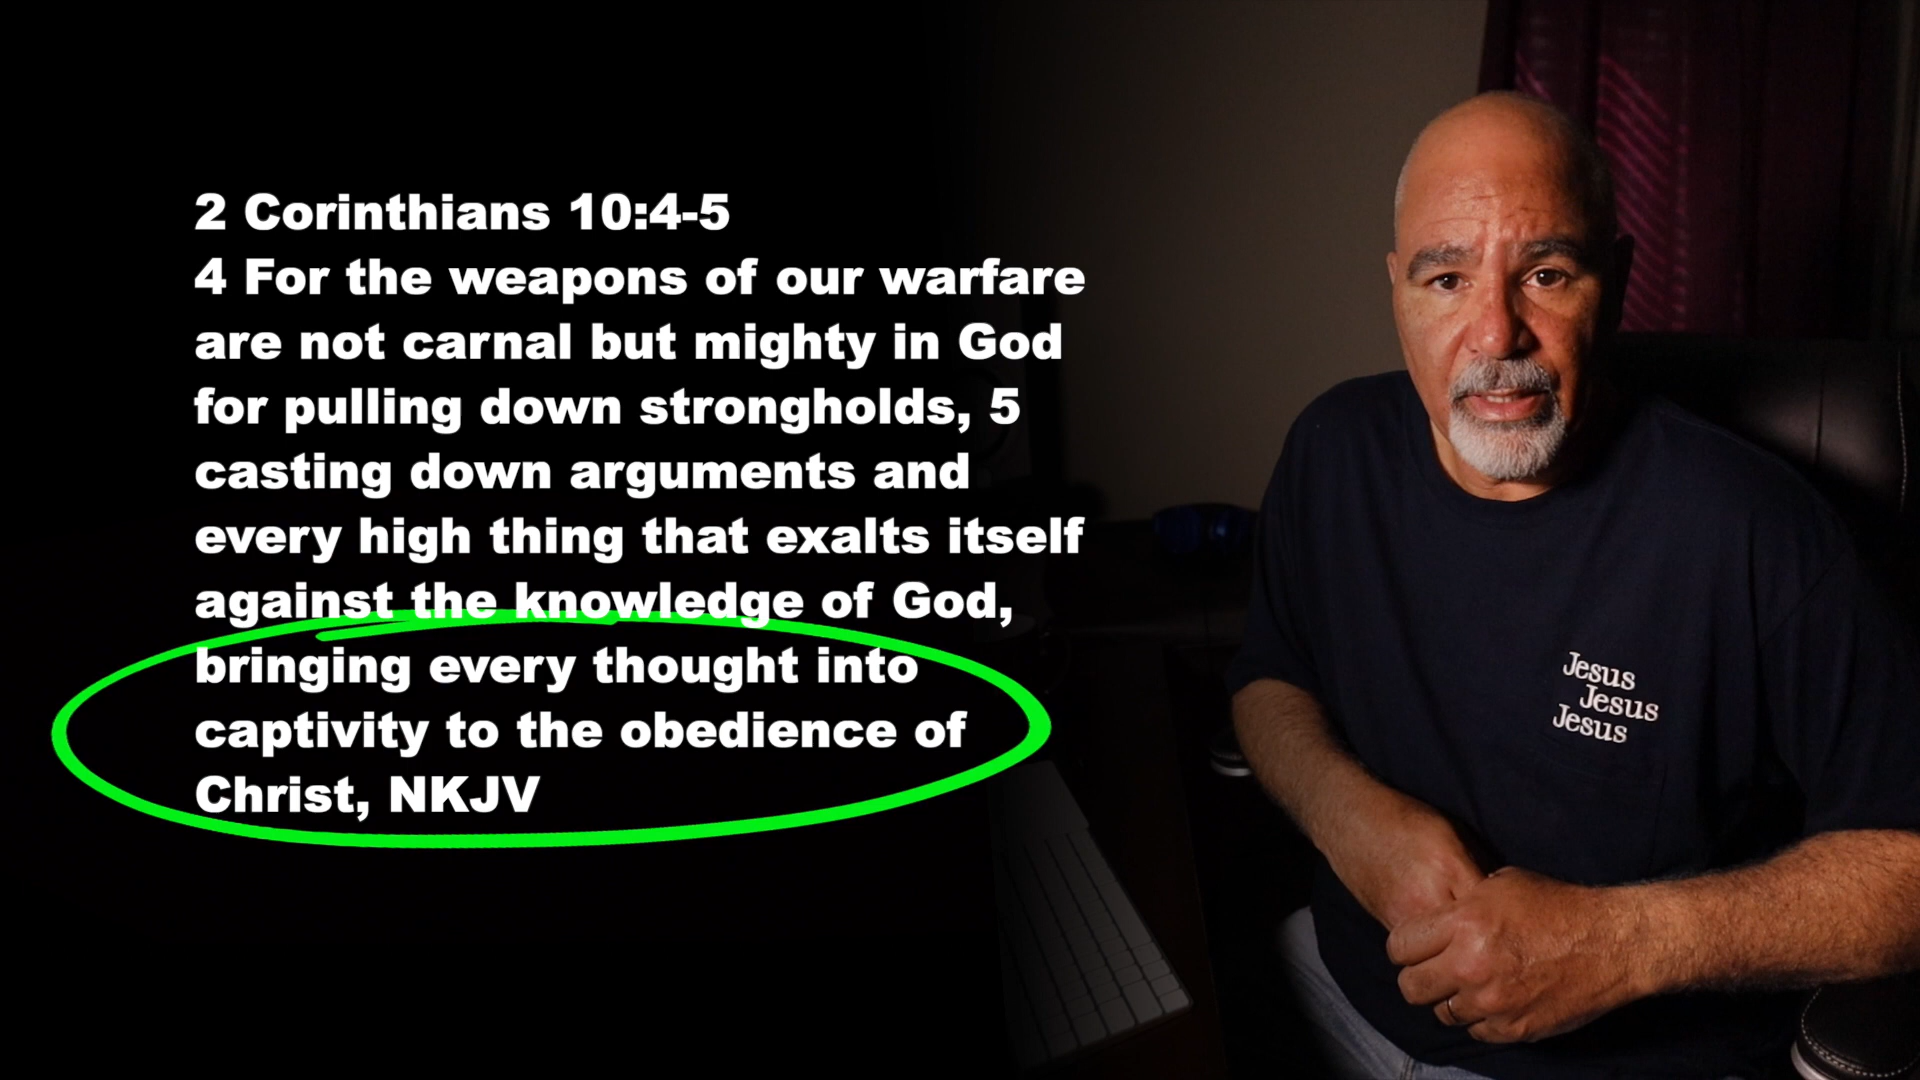 2 Corinthians 10:4-5
4 For the weapons of our warfare
are not carnal but mighty in God
for pulling down strongholds, 5
casting down arguments and
every high thing that exalts itself
against the knowledge of God,
bringing every thought into
captivity to the obedience of
Christ, NKJV
Jesus
Jesus
Jesus